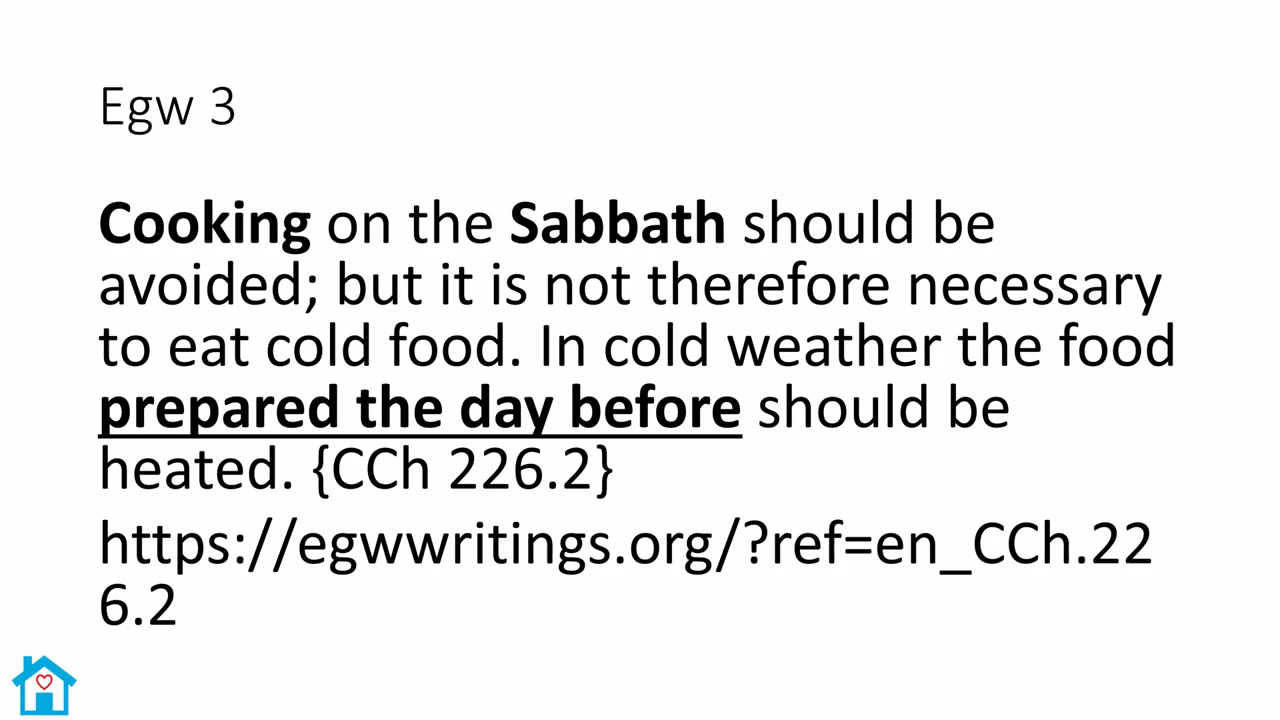 Egw 3
Cooking on the Sabbath should be
avoided; but it is not therefore necessary
to eat cold food. In cold weather the food
prepared the day before should be
heated. {CCh 226.2}
https://egwwritings.org/?ref=en_CCh.22
6.2